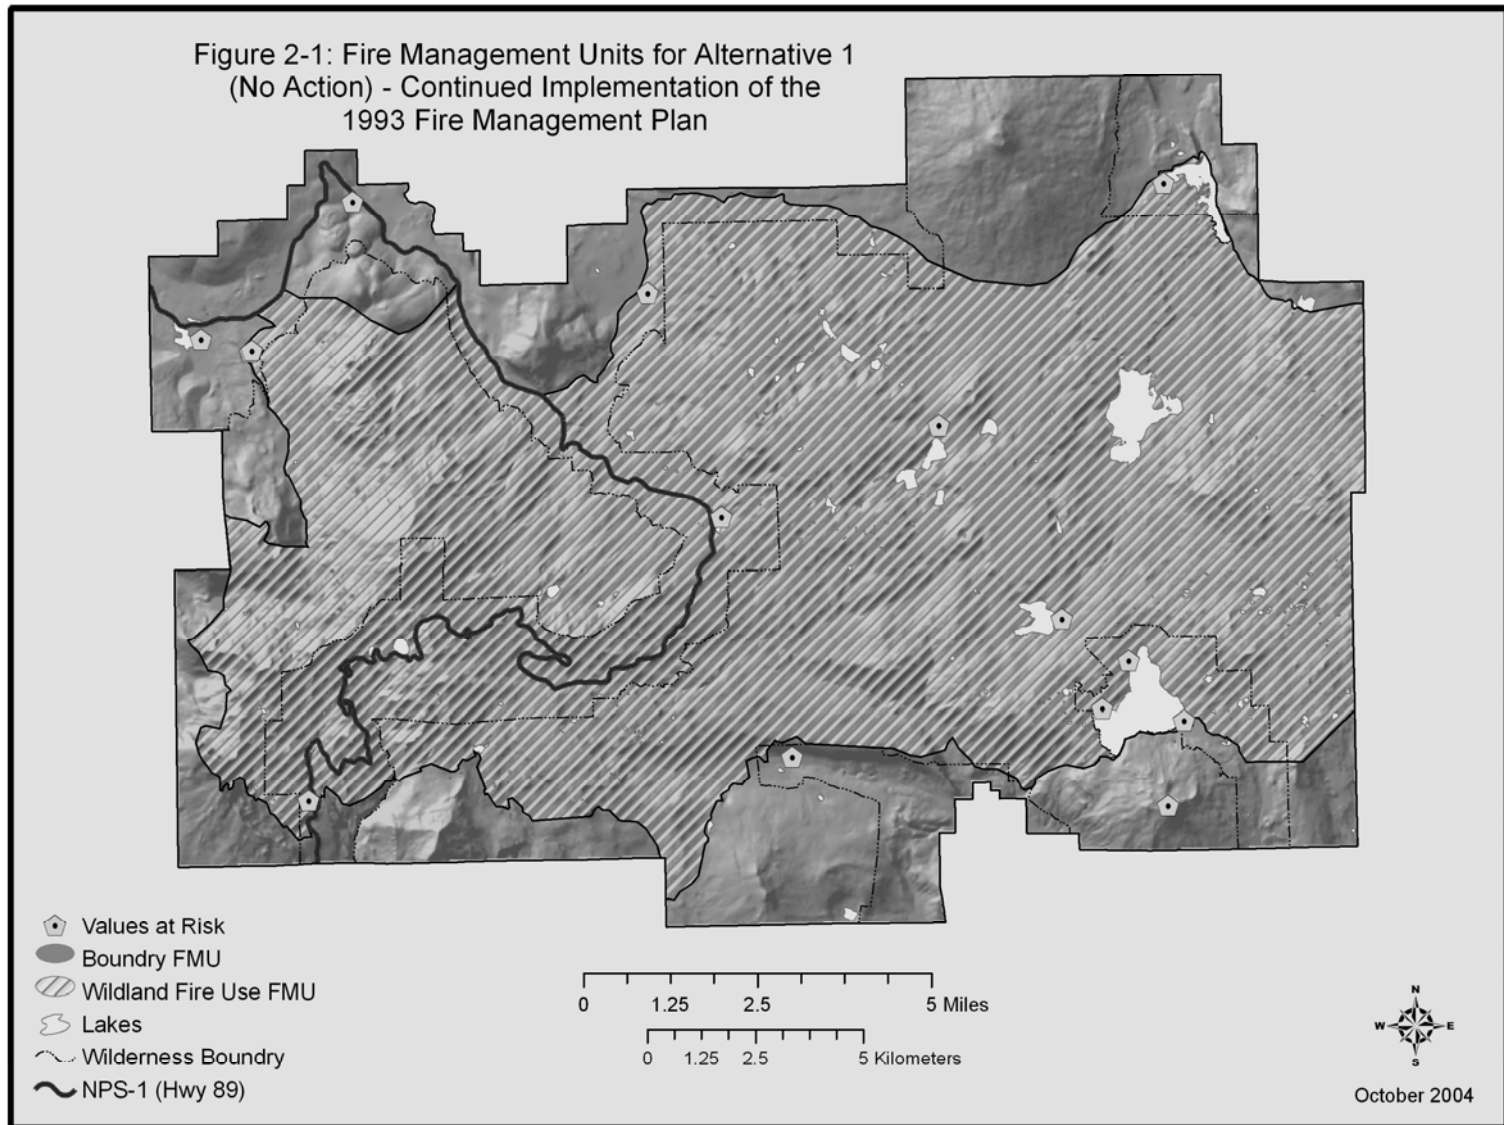 Figure 2-1: Fire Management Units for Alternative 1
(No Action) - Continued Implementation of the
1993 Fire Management Plan
Values at Risk
Boundry FMU
Wildland Fire Use FMU
Lakes
Wilderness Boundry
NPS-1 (Hwy 89)
0 1.25 2.5 5 Miles
0 1.25 2.5 5 Kilometers
N
W E
S
October 2004